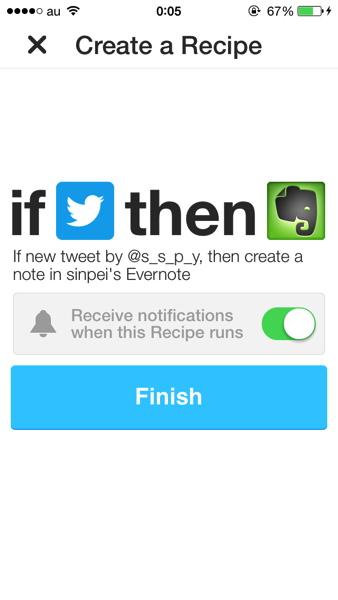 au 0:05 67%
Create a Recipe
if then
If new tweet by @s_s_p_y, then create a
note in sinpei's Evernote
Receive notifications
when this Recipe runs
Finish